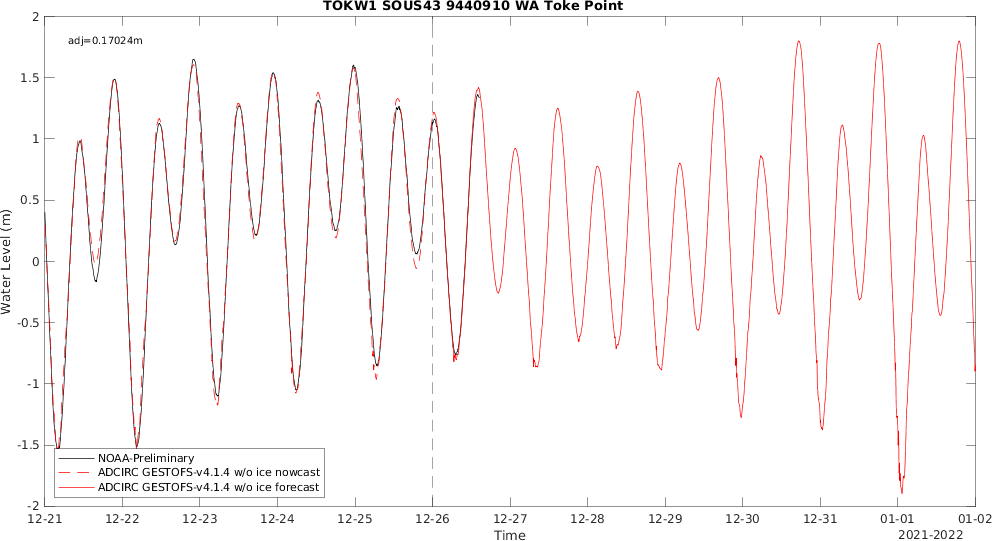 TOKW1 SOUS43 9440910 WA Toke Point
adj=0.17024m
2
1.5
1
0.5
0
-0.5
-1
-1.5
-2
Water Level (m)
NOAA-Preliminary
ADCIRC GESTOFS-v4.1.4 w/o ice nowcast
ADCIRC GESTOFS-v4.1.4 w/o ice forecast
12-21 12-22 12-23 12-24 12-25 12-26 12-27 12-28 12-29 12-30 12-31 01-01 01-02
Time
2021-2022